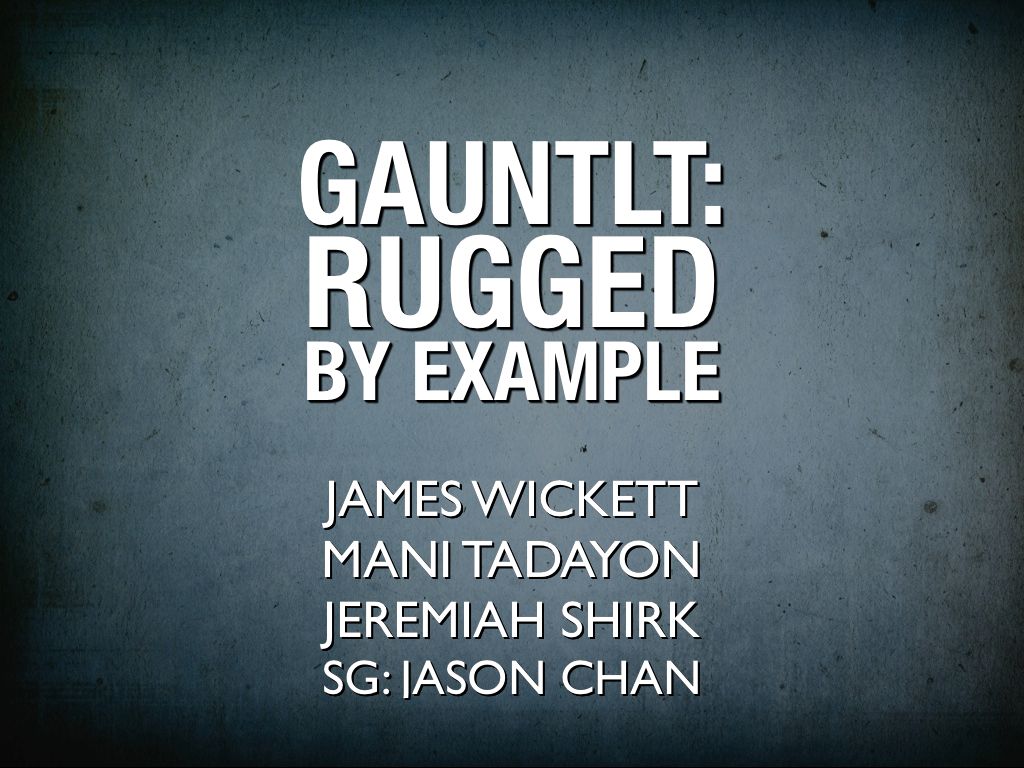 GAUNTLT:
RUGGED
BY EXAMPLE
JAMES WICKETT
MANI TADAYON
JEREMIAH SHIRK
SG: JASON CHAN